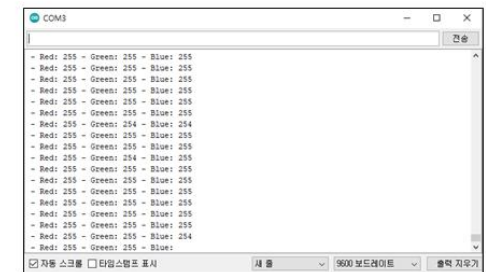 COM3
전송
- Red: 255 - Green: 255 - Blue: 255
- Red: 255 - Green: 255 - Blue: 255
- Red: 255 - Green: 255 - Blue: 255
- Red: 255 - Green: 255 - Blue: 255
- Red: 255 - Green: 255 - Blue: 255
- Red: 255 - Green: 255 - Blue: 255
- Red: 255 - Green: 254 - Blue: 254
- Red: 255 - Green: 255 - Blue: 255
- Red: 255 - Green: 255 - Blue: 255
- Red: 255 - Green: 254 - Blue: 255
- Red: 255 - Green: 255 - Blue: 255
- Red: 255 - Green: 255 - Blue: 255
- Red: 255 - Green: 255 - Blue: 255
- Red: 255 - Green: 255 - Blue: 255
- Red: 255 - Green: 255 - Blue: 255
- Red: 255 - Green: 255 - Blue: 254
- Red: 255 - Green: 255 - Blue:
자동 스크롤 타임스탬프 표시 새 줄 9600 보드레이트 출력 지우기